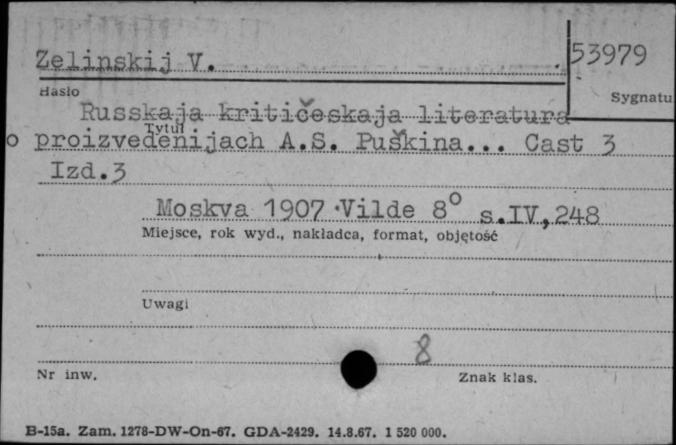 Zelinskij V.
53979
Hasło
Sygnatu
Russkaja kritičeskaja literatura
Tytuł
o proizvedenijach A.S. Puškina... Cast 3
Izd.3
Moskva 1907 Vilde 8° s.IV,248
Miejsce, rok wyd., nakładca, format, objętość
Uwagi
8
Nr inw.
Znak klas.
B-15a. Zam. 1278-DW-On-67. GDA-2429. 14.8.67. 1 520 000.